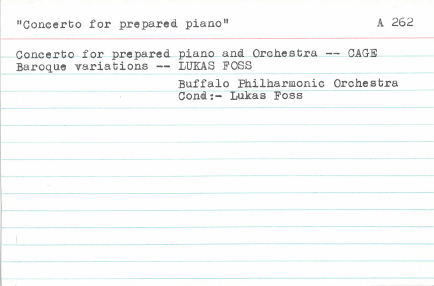 "Concerto for prepared piano" A 262
Concerto for prepared piano and Orchestra -- CAGE
Baroque variations -- LUKAS FOSS
Buffalo Philharmonic Orchestra
Cond:- Lukas Foss